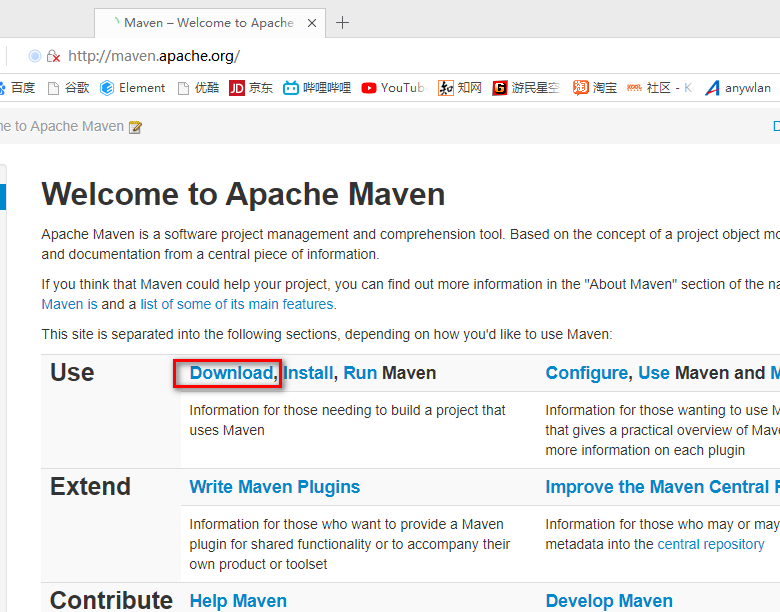 Maven – Welcome to Apache
http://maven.apache.org/
百度 谷歌 Element 优酷 JD 京东 哔哩哔哩 YouTub 知网 游民星空 淘宝 社区 - K anywlan
me to Apache Maven
Welcome to Apache Maven
Apache Maven is a software project management and comprehension tool. Based on the concept of a project object mo
and documentation from a central piece of information.
If you think that Maven could help your project, you can find out more information in the "About Maven" section of the na
Maven is and a list of some of its main features.
This site is separated into the following sections, depending on how you'd like to use Maven:
Use
Download, Install, Run Maven
Configure, Use Maven and M
Information for those needing to build a project that
uses Maven
Information for those wanting to use M
that gives a practical overview of Mave
more information on each plugin
Extend
Write Maven Plugins
Improve the Maven Central R
Information for those who want to provide a Maven
plugin for shared functionality or to accompany their
own product or toolset
Information for those who may or may
metadata into the central repository
Contribute
Help Maven
Develop Maven